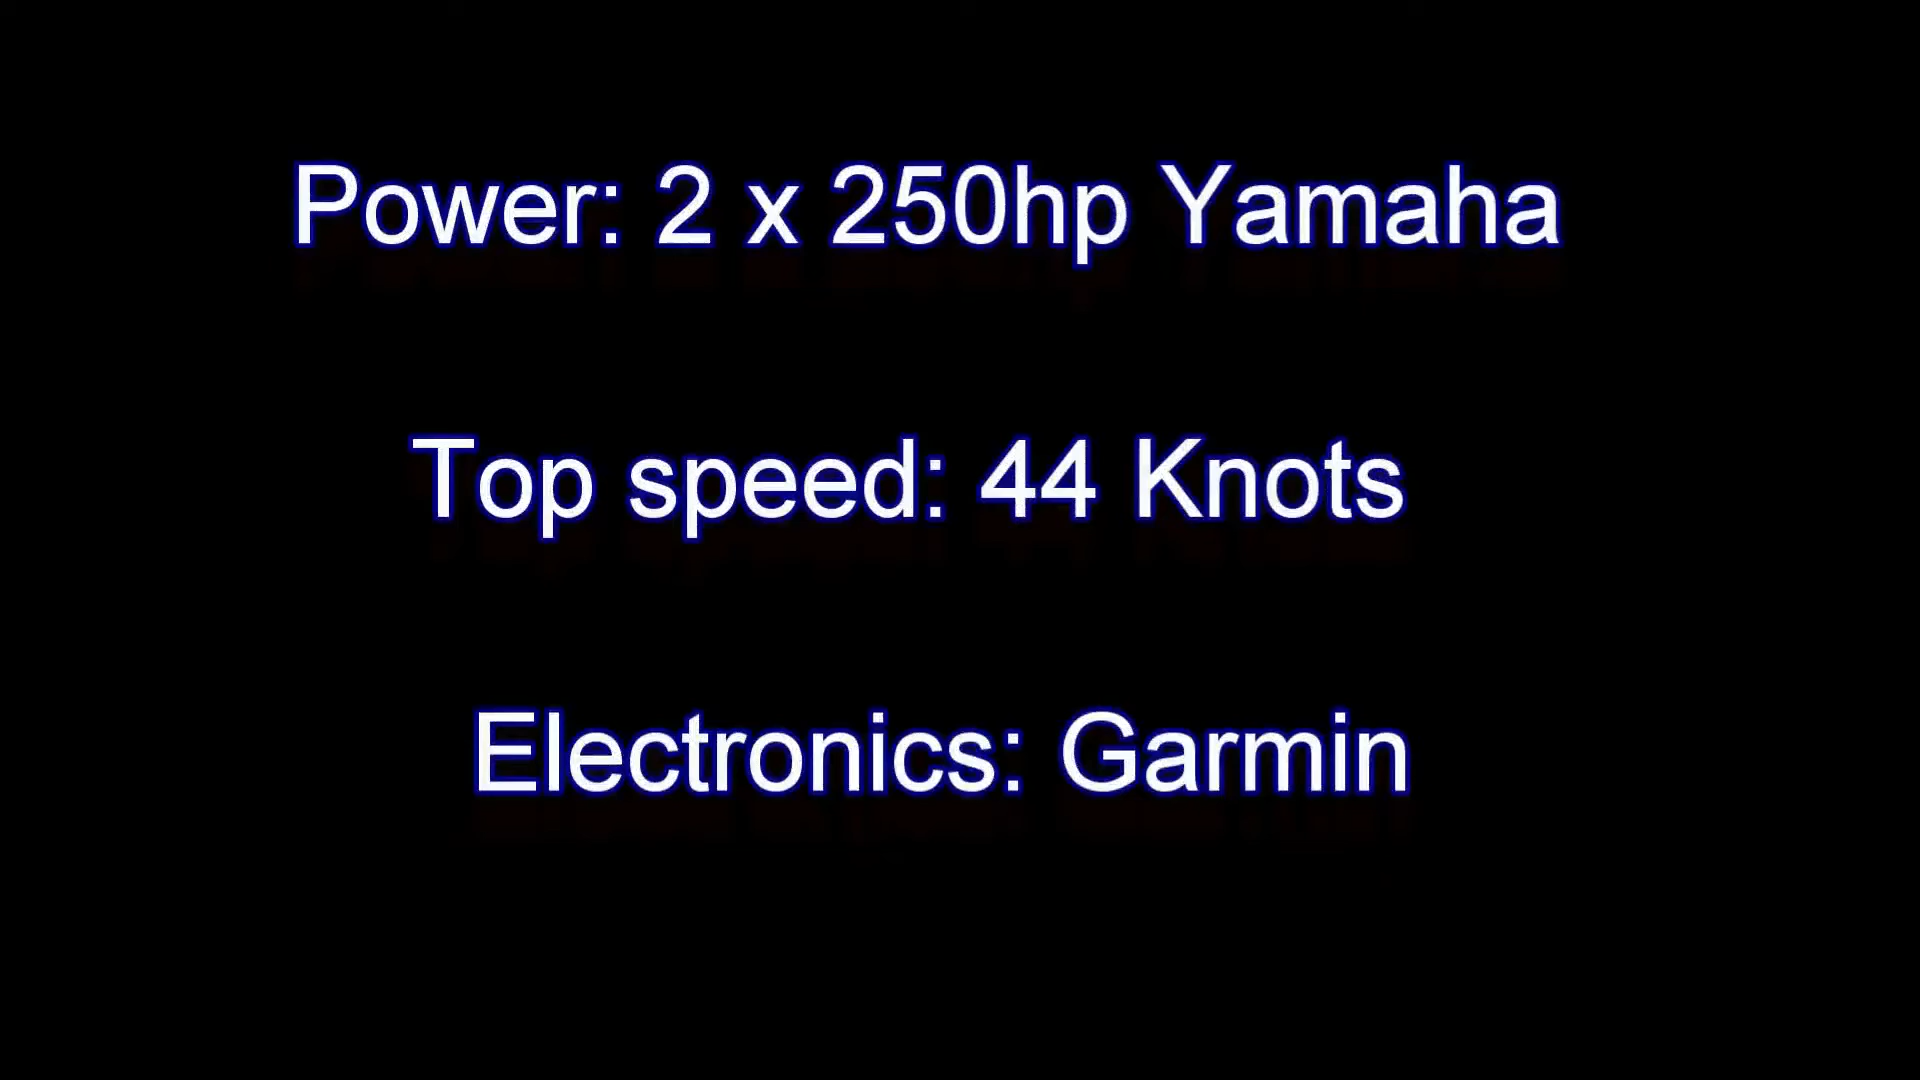 Power: 2 x 250hp Yamaha
Top speed: 44 Knots
Electronics: Garmin